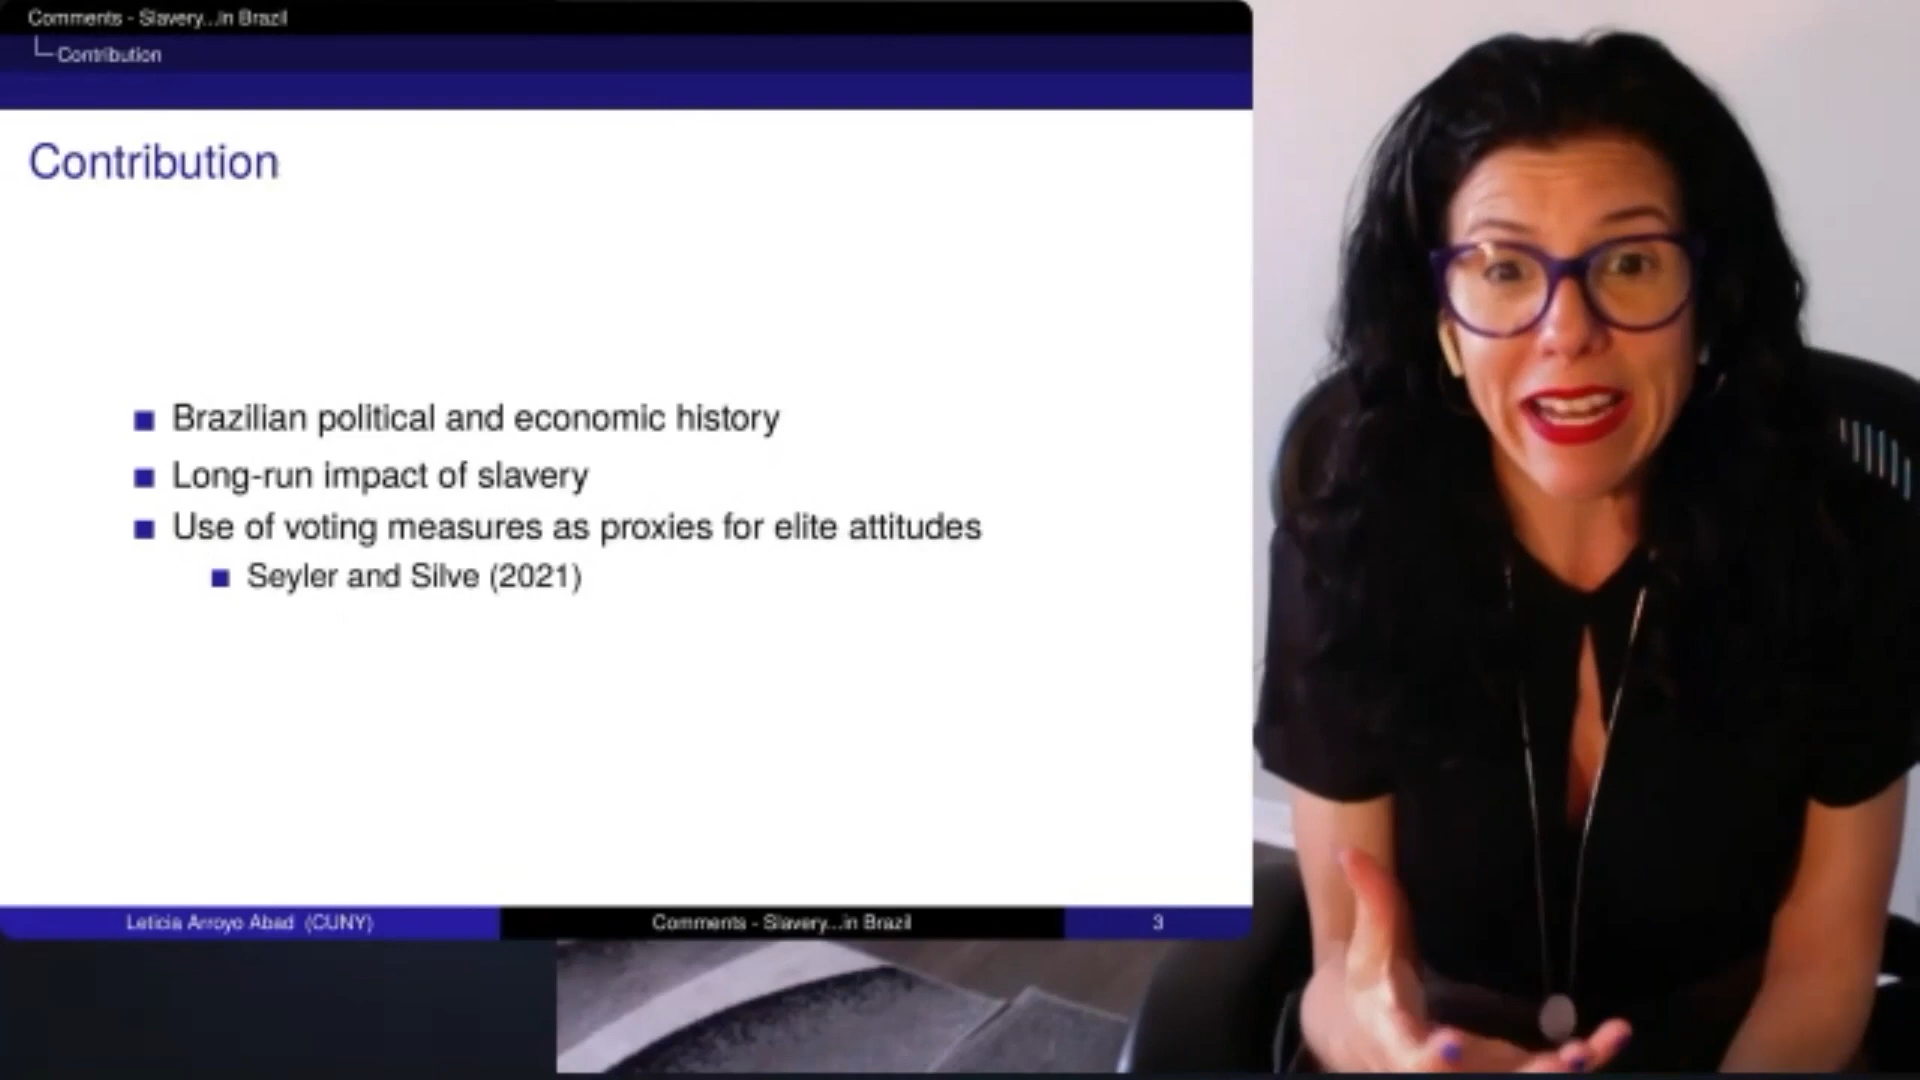 Comments - Slavery...in Brazil
Contribution
Contribution
Brazilian political and economic history
Long-run impact of slavery
Use of voting measures as proxies for elite attitudes
Seyler and Silve (2021)
Leticia Arroyo Abad (CUNY)
Comments - Slavery...in Brazil
3